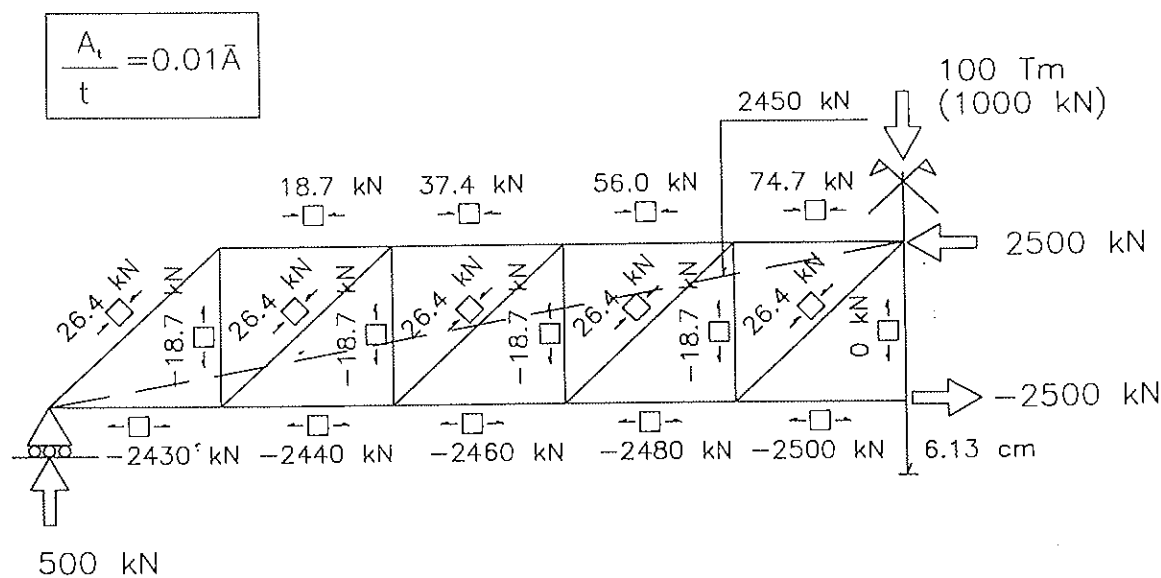 A_t
— = 0.01Ā
t
100 Tm
(1000 kN)
2450 kN
18.7 kN
37.4 kN
56.0 kN
74.7 kN
2500 kN
26.4 kN
-18.7 kN
26.4 kN
-18.7 kN
26.4 kN
-18.7 kN
26.4 kN
-18.7 kN
26.4 kN
0 kN
-2500 kN
-2430 kN
-2440 kN
-2460 kN
-2480 kN
-2500 kN
6.13 cm
500 kN